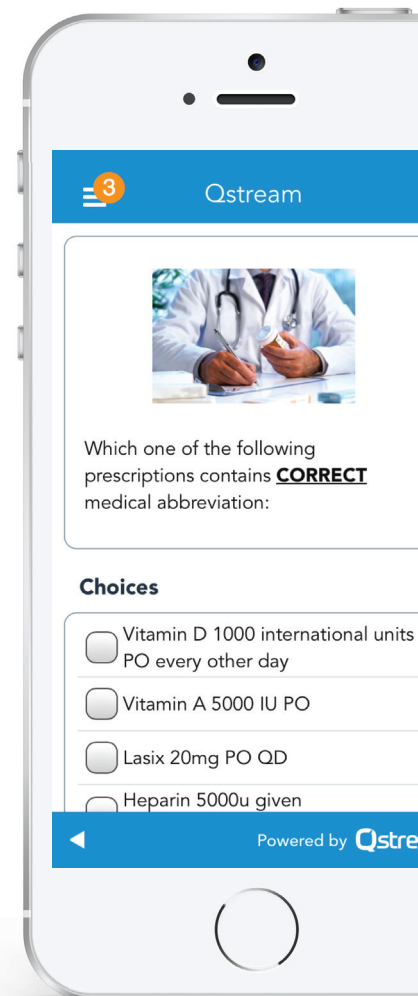 3
Qstream
Which one of the following
prescriptions contains CORRECT
medical abbreviation:
Choices
Vitamin D 1000 international units
PO every other day
Vitamin A 5000 IU PO
Lasix 20mg PO QD
Heparin 5000u given
Powered by Qstre